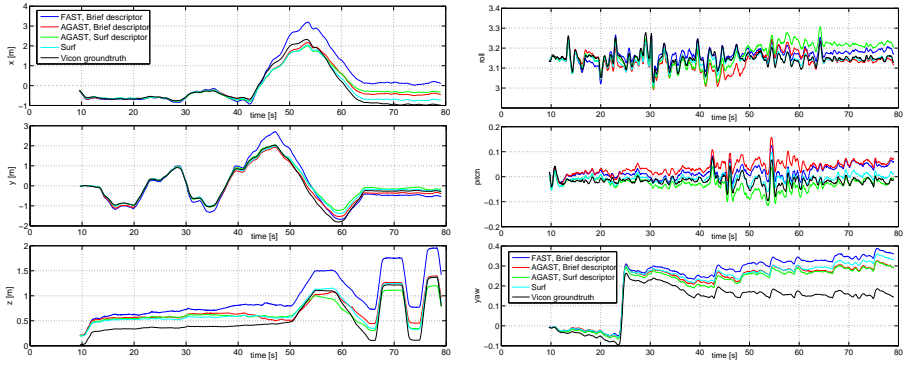 4
3
2
1
0
−1
x [m]
FAST, Brief descriptor
AGAST, Brief descriptor
AGAST, Surf descriptor
Surf
Vicon groundtruth
0 10 20 30 40 50 60 70 80
time [s]
3
2
1
0
−1
−2
y [m]
0 10 20 30 40 50 60 70 80
time [s]
2
1.5
1
0.5
0
z [m]
0 10 20 30 40 50 60 70 80
time [s]
3.4
3.3
3.2
3.1
3
roll
0 10 20 30 40 50 60 70 80
time [s]
0.2
0.1
0
−0.1
−0.2
0 10 20 30 40 50 60 70 80
time [s]
0.4
0.3
0.2
0.1
0
−0.1
yaw
FAST, Brief descriptor
AGAST, Brief descriptor
AGAST, Surf descriptor
Surf
Vicon groundtruth
0 10 20 30 40 50 60 70 80
time [s]